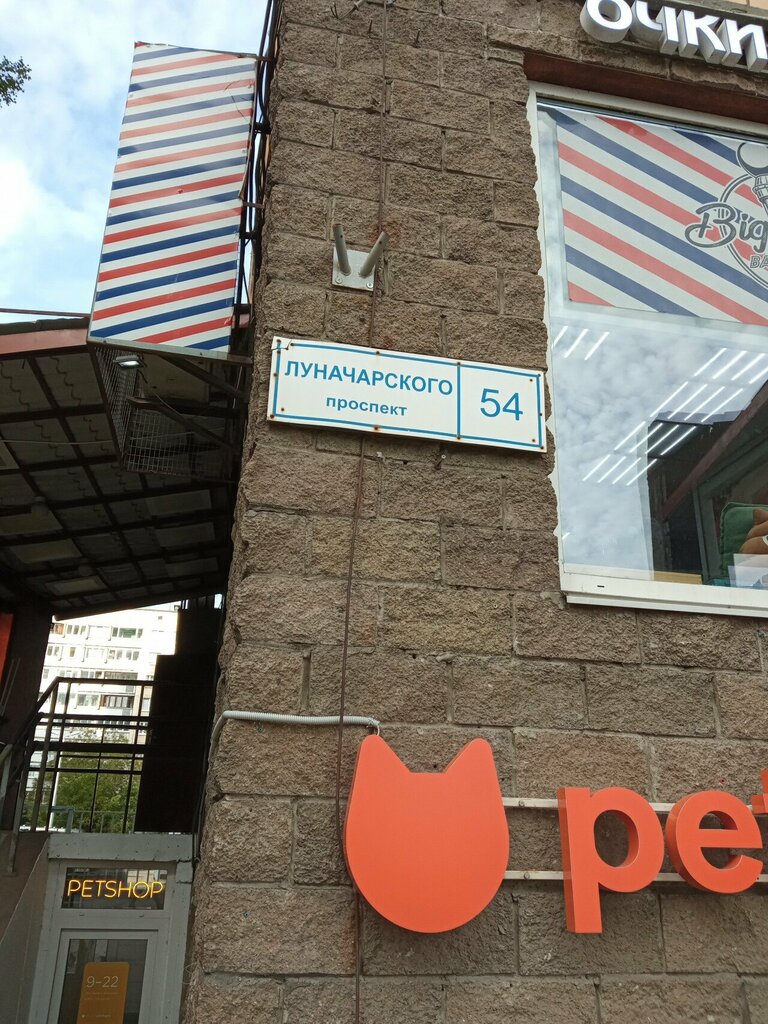 очки
Big
ЛУНАЧАРСКОГО
проспект
54
pet
PETSHOP
9-22